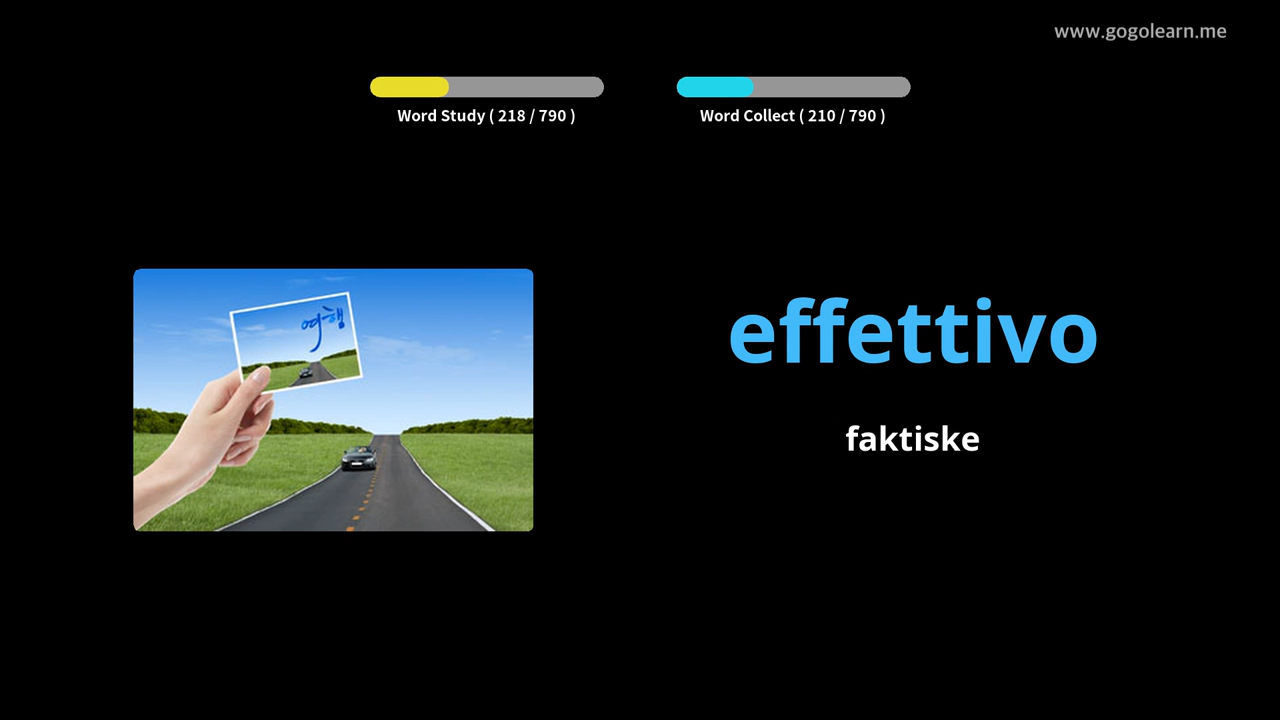 www.gogolearn.me
Word Study ( 218 / 790 )
Word Collect ( 210 / 790 )
여행
effettivo
faktiske